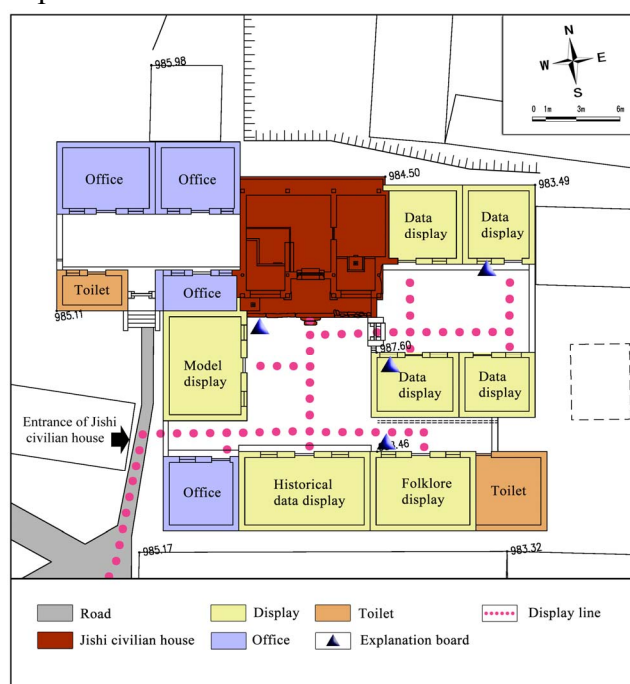 N
W E
S
0 1m 3m 6m
985.98
984.50
983.49
Office
Office
Data
display
Data
display
Toilet
Office
985.11
987.60
Model
display
Data
display
Data
display
Entrance of Jishi
civilian house
.46
Office
Historical
data display
Folklore
display
Toilet
985.17
983.32
Road
Display
Toilet
Display line
Jishi civilian house
Office
Explanation board